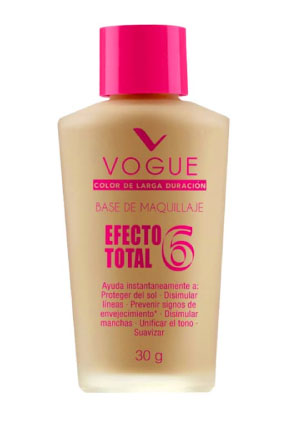 VOGUE
COLOR DE LARGA DURACIÓN
BASE DE MAQUILLAJE
EFECTO
TOTAL 6
Ayuda instantaneamente a:
Proteger del sol · Disimular
líneas · Prevenir signos de
envejecimiento* · Disimular
manchas · Unificar el tono ·
Suavizar
30 g